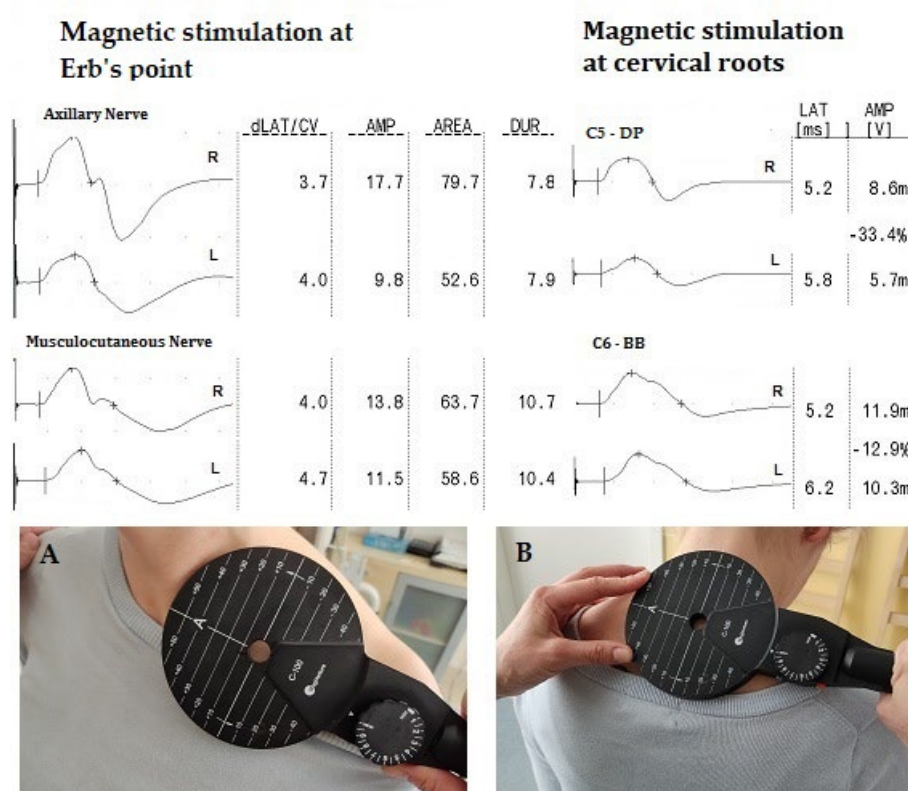 Magnetic stimulation at
Erb's point
Magnetic stimulation
at cervical roots
Axillary Nerve
dLAT/CV AMP AREA DUR
R 3.7 17.7 79.7 7.8
L 4.0 9.8 52.6 7.9
Musculocutaneous Nerve
R 4.0 13.8 63.7 10.7
L 4.7 11.5 58.6 10.4
LAT AMP
[ms] ] [V]
C5 - DP
R 5.2 8.6m
-33.4%
L 5.8 5.7m
C6 - BB
R 5.2 11.9m
-12.9%
L 6.2 10.3m
A
A
C-100
B
A
C-100